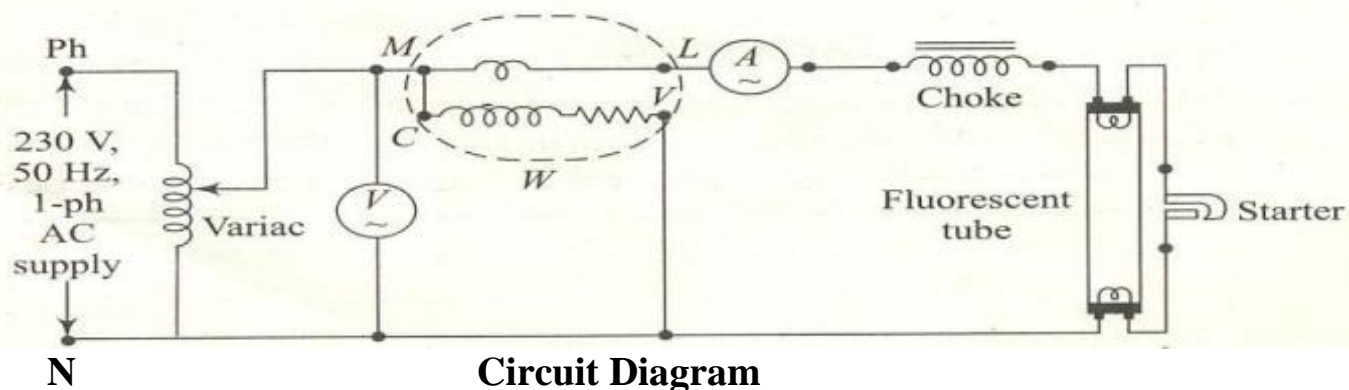 Ph
230 V,
50 Hz,
1-ph
AC
supply
N
Variac
V
~
M
L
C
V
W
A
~
Choke
Fluorescent
tube
Starter
Circuit Diagram